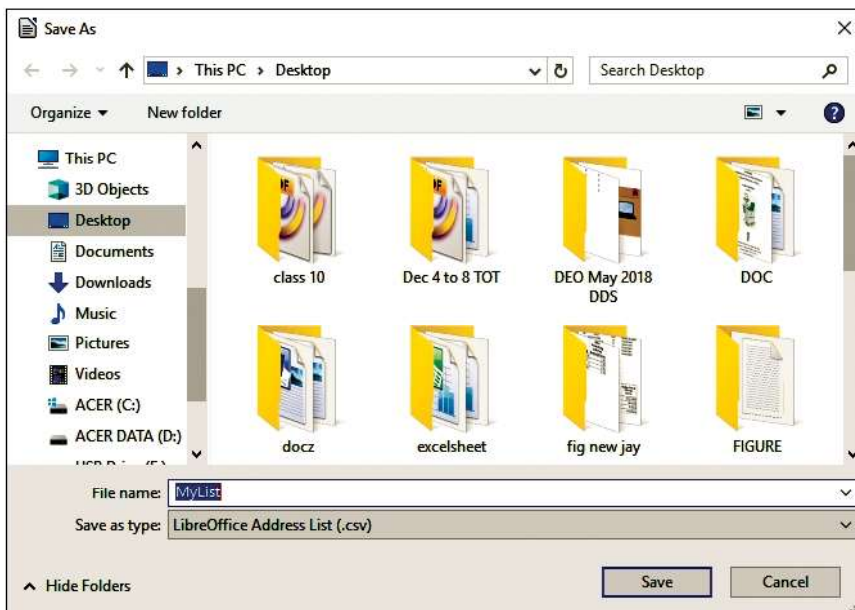 Save As
This PC > Desktop
Search Desktop
Organize
New folder
This PC
3D Objects
Desktop
Documents
Downloads
Music
Pictures
Videos
ACER (C:)
ACER DATA (D:)
class 10
Dec 4 to 8 TOT
DEO May 2018
DDS
DOC
docz
excelsheet
fig new jay
FIGURE
File name: MyList
Save as type: LibreOffice Address List (.csv)
Hide Folders
Save
Cancel